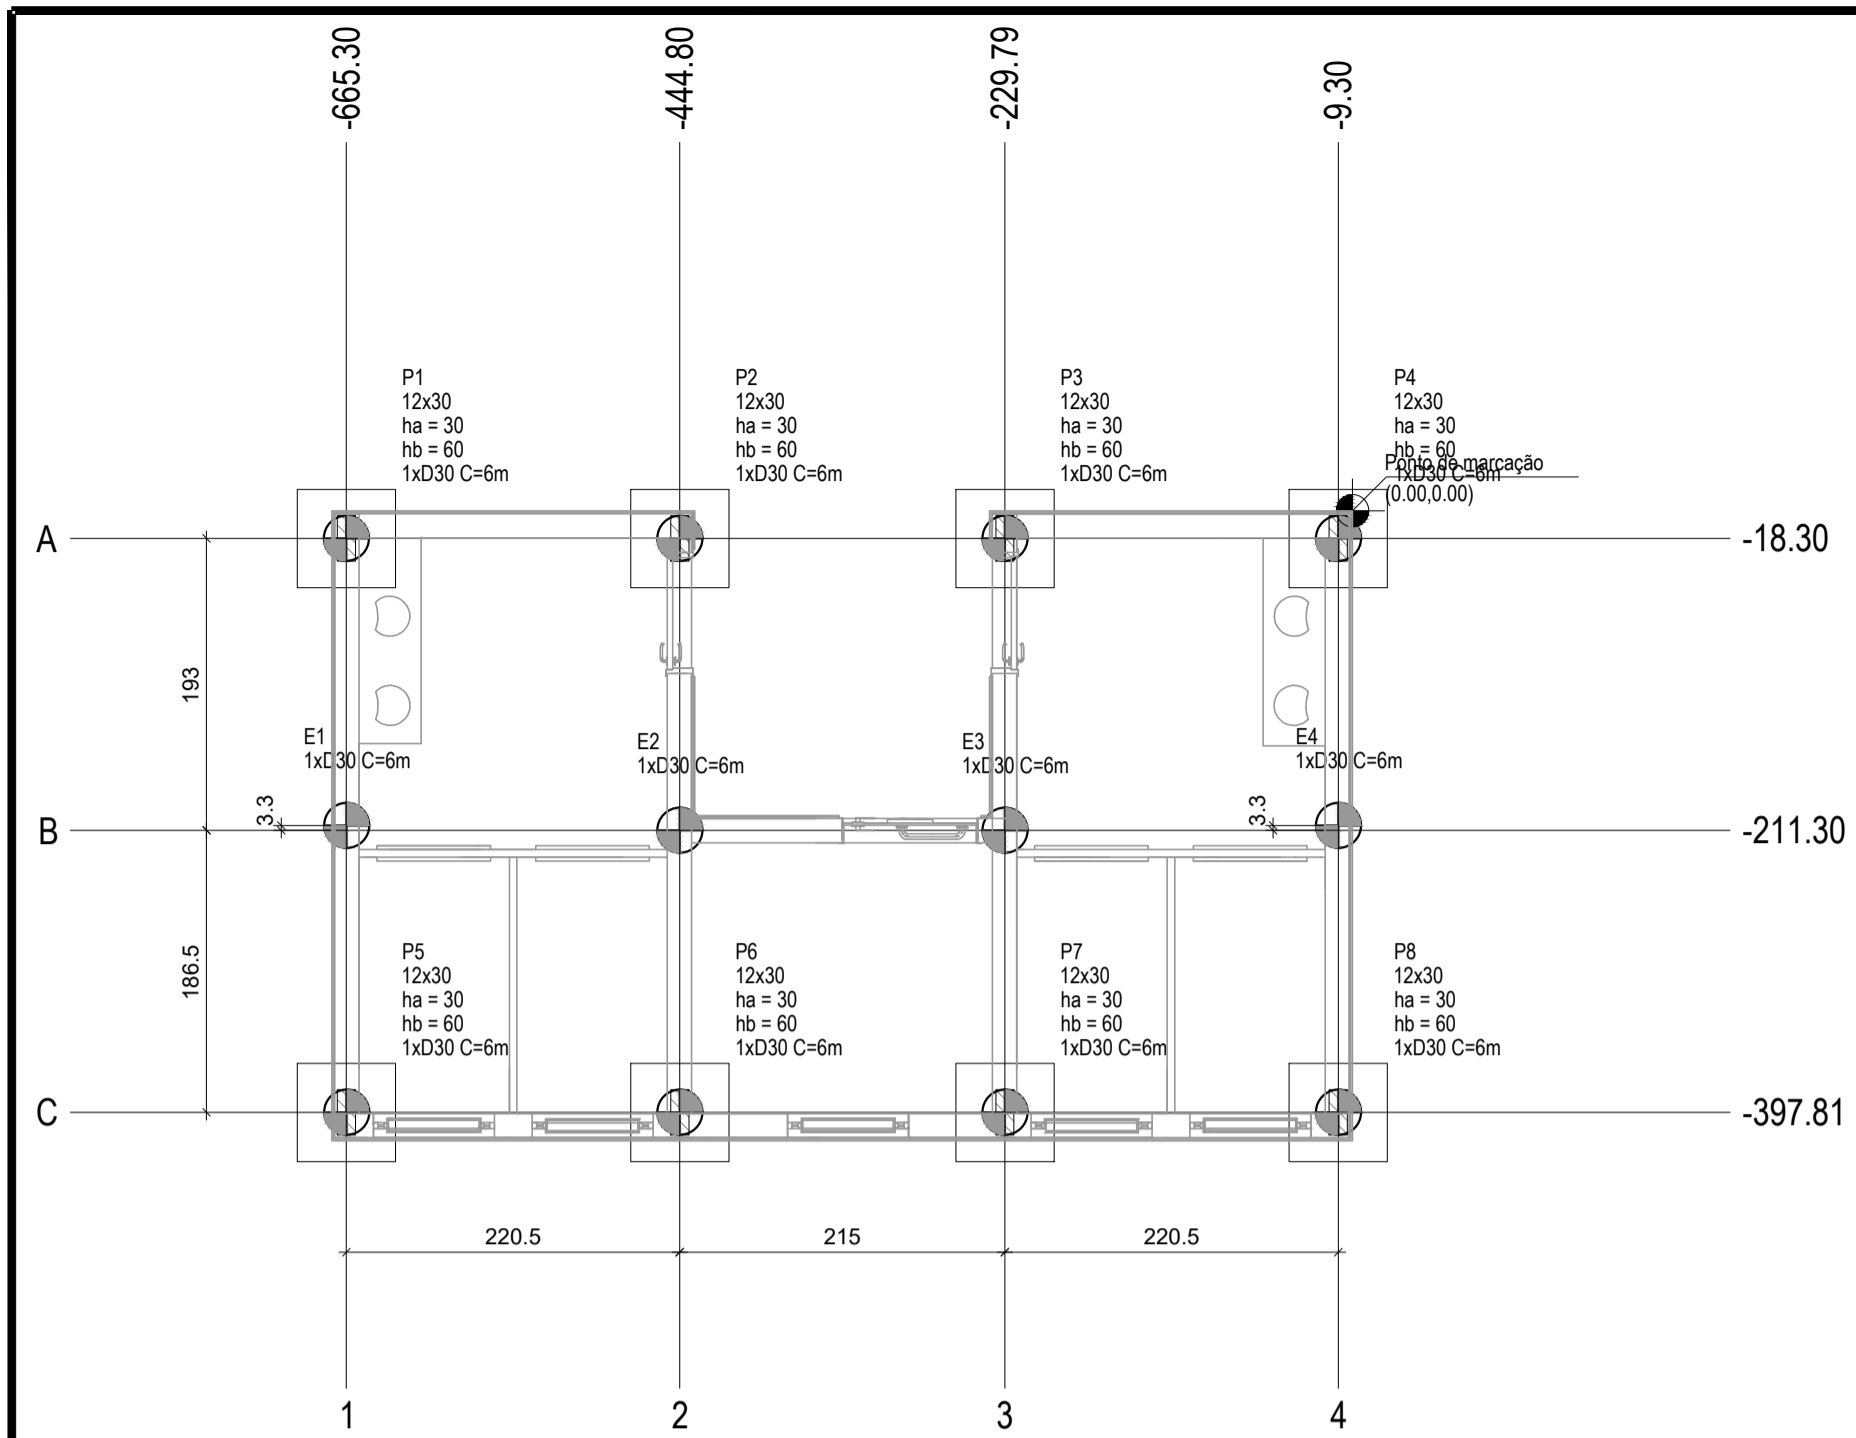 -665.30
-444.80
-229.79
-9.30
P1
12x30
ha = 30
hb = 60
1xD30 C=6m
P2
12x30
ha = 30
hb = 60
1xD30 C=6m
P3
12x30
ha = 30
hb = 60
1xD30 C=6m
P4
12x30
ha = 30
hb = 60
1xD30 C=6m
Ponto de marcação
(0.00,0.00)
A
-18.30
193
E1
1xD30 C=6m
E2
1xD30 C=6m
E3
1xD30 C=6m
E4
1xD30 C=6m
3.3
3.3
B
-211.30
186.5
P5
12x30
ha = 30
hb = 60
1xD30 C=6m
P6
12x30
ha = 30
hb = 60
1xD30 C=6m
P7
12x30
ha = 30
hb = 60
1xD30 C=6m
P8
12x30
ha = 30
hb = 60
1xD30 C=6m
C
-397.81
220.5
215
220.5
1
2
3
4